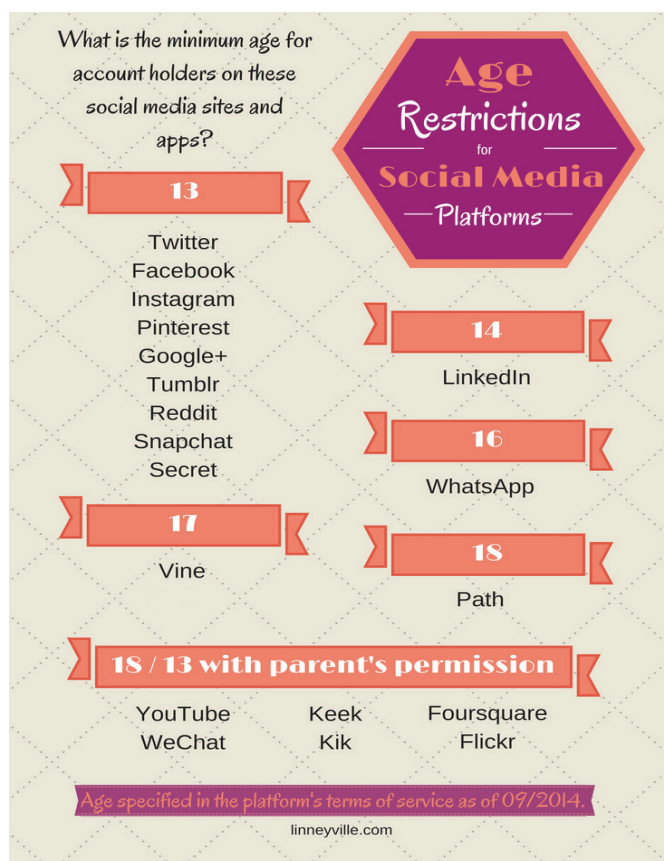 What is the minimum age for
account holders on these
social media sites and
apps?
Age
Restrictions
for
Social Media
Platforms
13
Twitter
Facebook
Instagram
Pinterest
Google+
Tumblr
Reddit
Snapchat
Secret
17
Vine
14
LinkedIn
16
WhatsApp
18
Path
18 / 13 with parent's permission
YouTube
WeChat
Keek
Kik
Foursquare
Flickr
Age specified in the platform's terms of service as of 09/2014.
linneyville.com